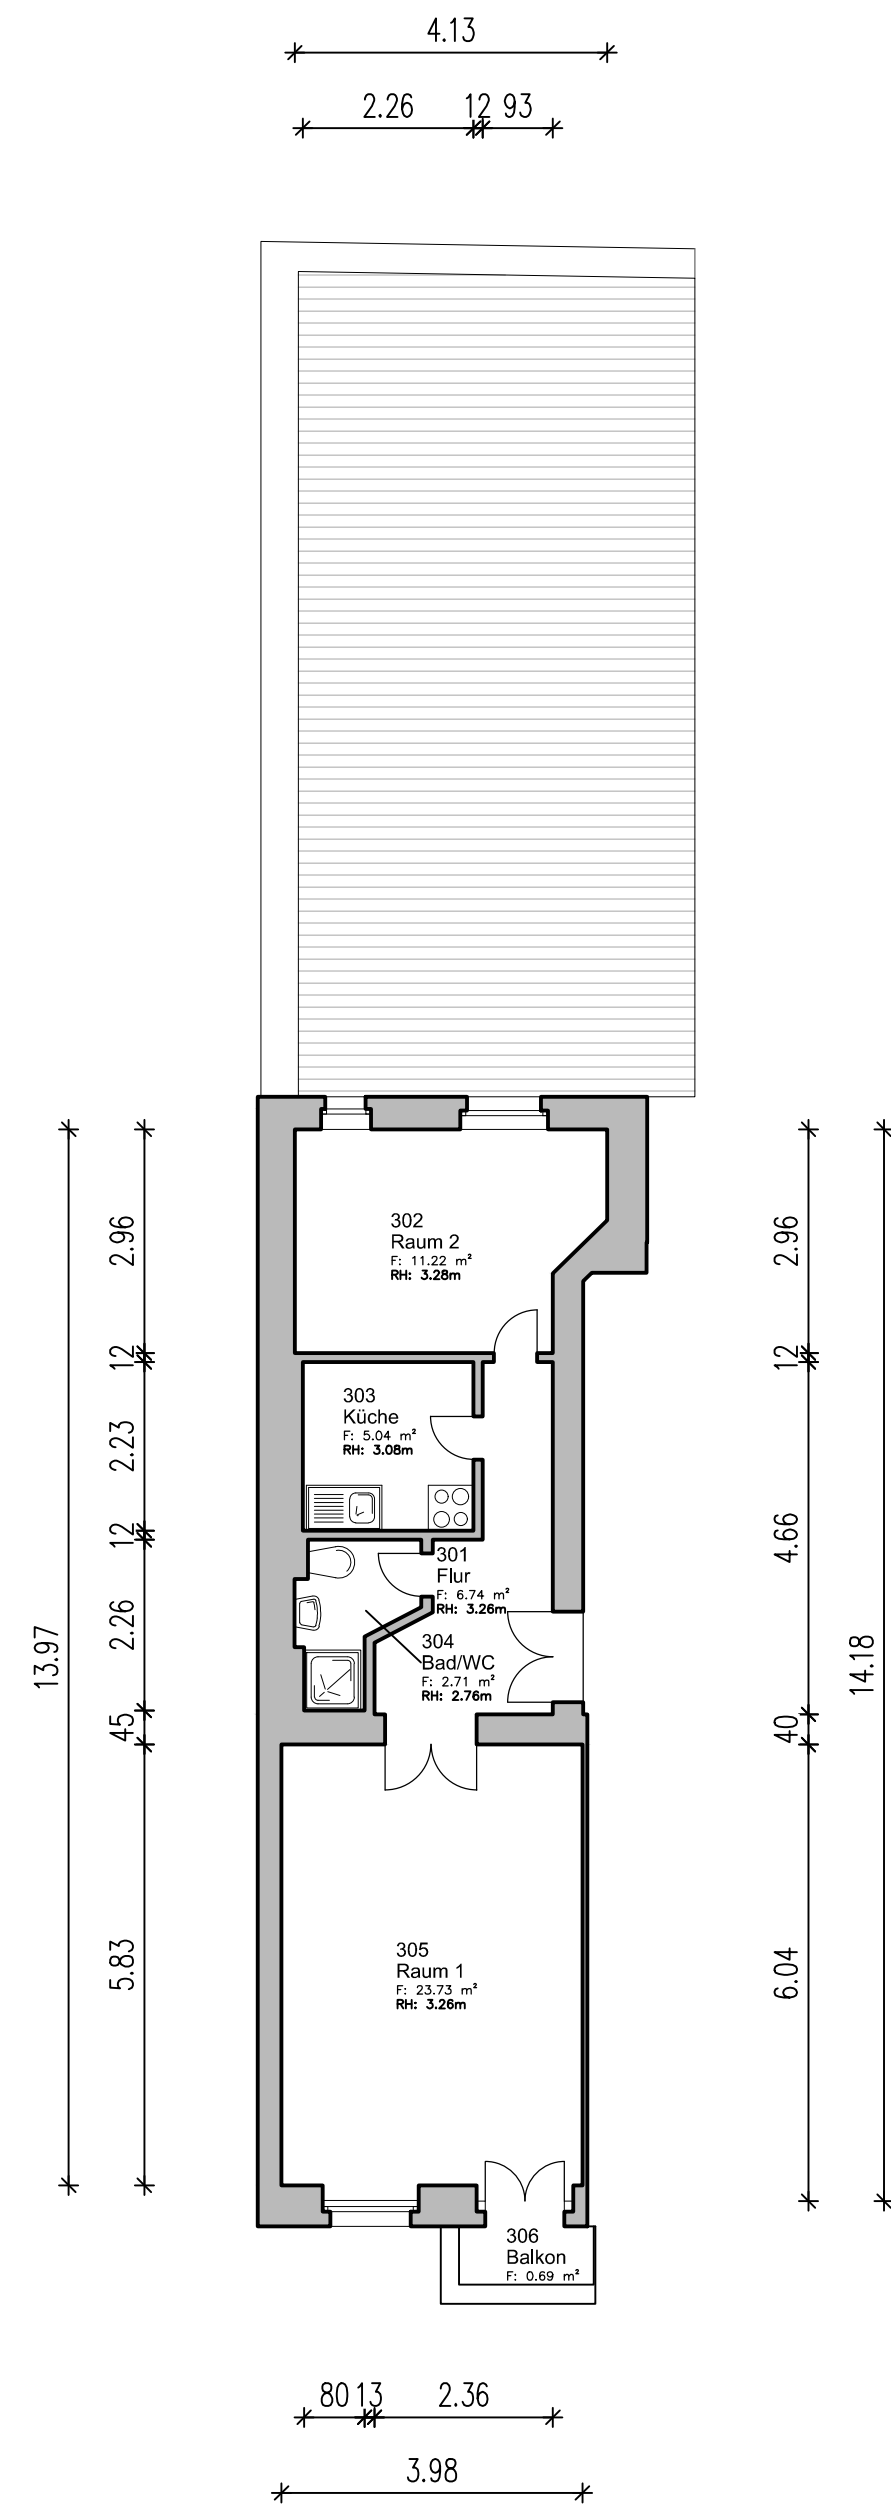 4.13
2.26 12 93
302
Raum 2
F: 11.22 m²
RH: 3.28m
303
Küche
F: 5.04 m²
RH: 3.08m
301
Flur
F: 6.74 m²
RH: 3.26m
304
Bad/WC
F: 2.71 m²
RH: 2.76m
305
Raum 1
F: 23.73 m²
RH: 3.26m
306
Balkon
F: 0.69 m²
13.97
2.96
12
2.23
12
2.26
45
5.83
2.96
12
4.66
40
6.04
14.18
80 13 2.36
3.98